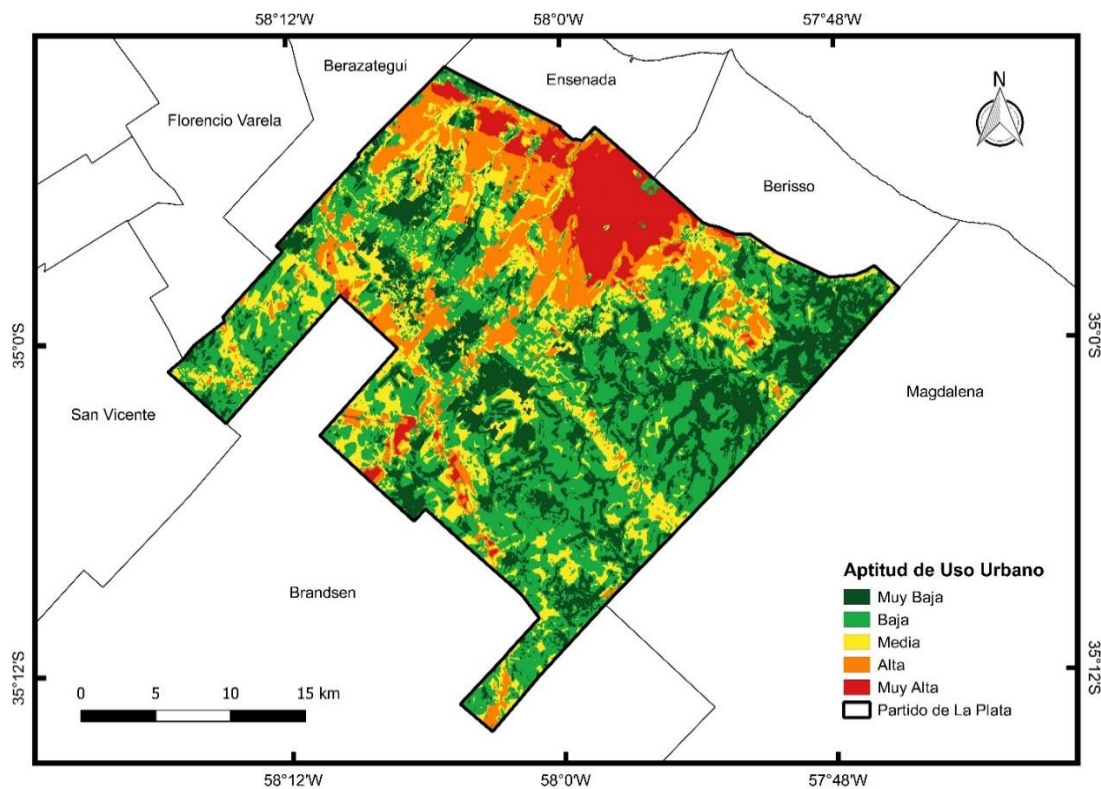 58°12'W 58°0'W 57°48'W
Berazategui
Ensenada
N
Florencio Varela
Berisso
35°0'S
35°0'S
San Vicente
Magdalena
Brandsen
Aptitud de Uso Urbano
Muy Baja
Baja
Media
Alta
Muy Alta
Partido de La Plata
35°12'S
35°12'S
0 5 10 15 km
58°12'W 58°0'W 57°48'W